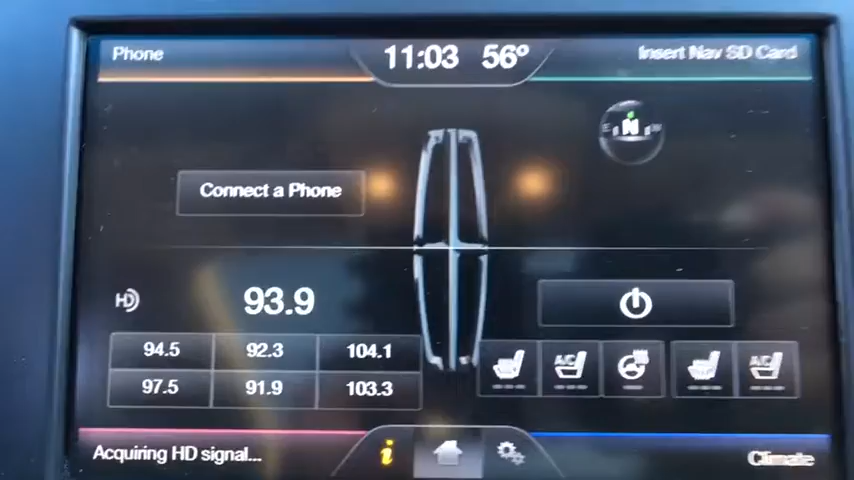 Phone
11:03 56°
Insert Nav SD Card
E N W
Connect a Phone
HD 93.9
94.5 92.3 104.1
97.5 91.9 103.3
A/C A/C
Acquiring HD signal...
i
Climate